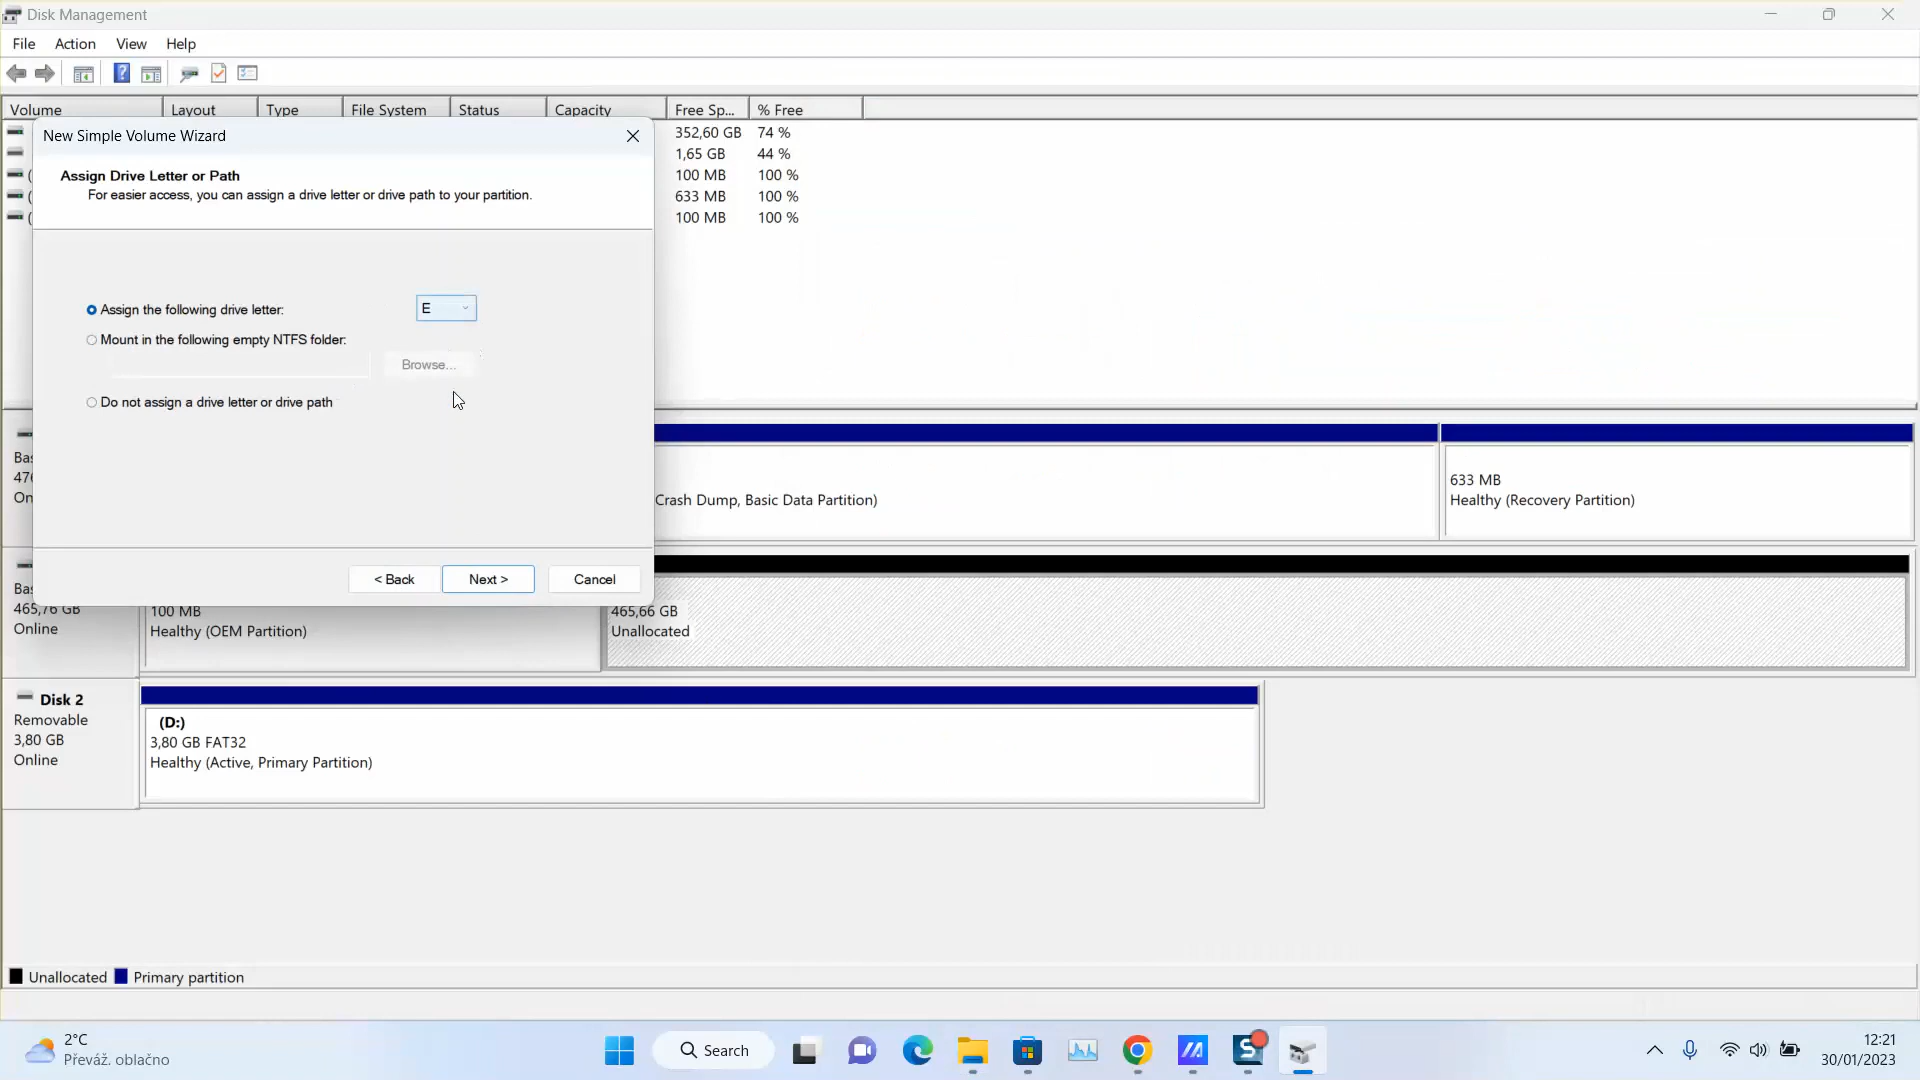 Disk Management
File Action View Help
Volume Layout Type File System Status Capacity Free Sp... % Free
New Simple Volume Wizard
352,60 GB 74 %
1,65 GB 44 %
( 100 MB 100 %
( 633 MB 100 %
( 100 MB 100 %
Assign Drive Letter or Path
For easier access, you can assign a drive letter or drive path to your partition.
Assign the following drive letter: E
Mount in the following empty NTFS folder:
Browse...
Do not assign a drive letter or drive path
< Back Next > Cancel
Bas
On
Crash Dump, Basic Data Partition)
633 MB
Healthy (Recovery Partition)
Bas
465,76 GB
Online
100 MB
Healthy (OEM Partition)
465,66 GB
Unallocated
Disk 2
Removable
3,80 GB
Online
(D:)
3,80 GB FAT32
Healthy (Active, Primary Partition)
Unallocated Primary partition
2°C
Převáž. oblačno
Search
S
12:21
30/01/2023